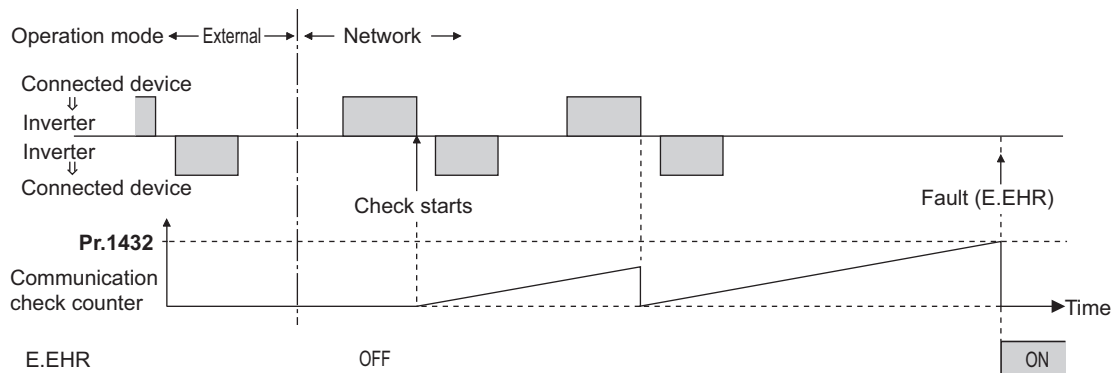 Operation mode External Network
Connected device
⇓
Inverter
Inverter
⇓
Connected device
Check starts
Fault (E.EHR)
Pr.1432
Communication
check counter
Time
E.EHR OFF ON